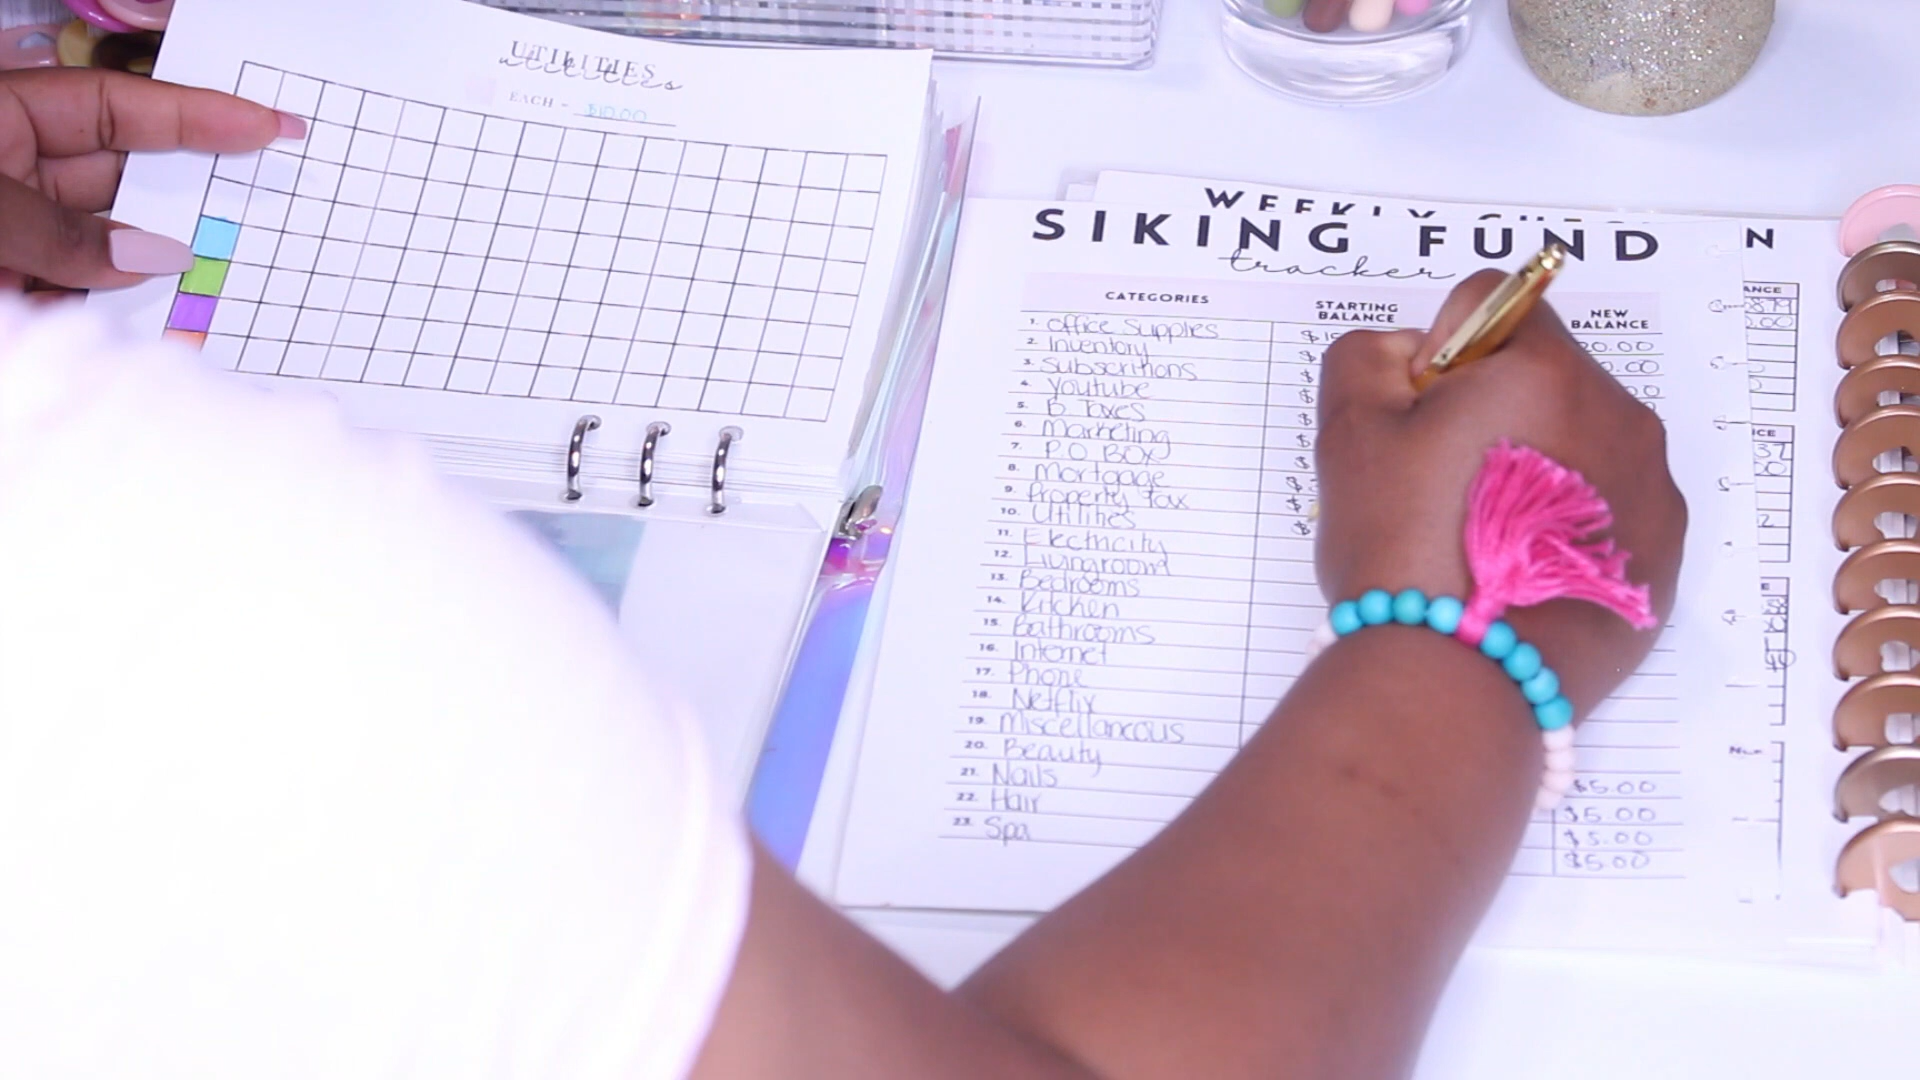 UTILITIES
utilities
EACH - $10.00
WEEKLY
N
SIKING FUND
tracker
CATEGORIES
STARTING BALANCE
NEW BALANCE
1. Office Supplies
2. Inventory
3. Subscritions
4. Youtube
5. B Taxes
6. Marketing
7. P.O BOX
8. Mortgage
9. Property Tax
10. Utilities
11. Electricity
12. Livingroom
13. Bedrooms
14. Kitchen
15. Bathrooms
16. Internet
17. Phone
18. Netflix
19. Miscellaneous
20. Beauty
21. Nails $5.00
22. Hair $5.00
23. Spa $5.00
$5.00